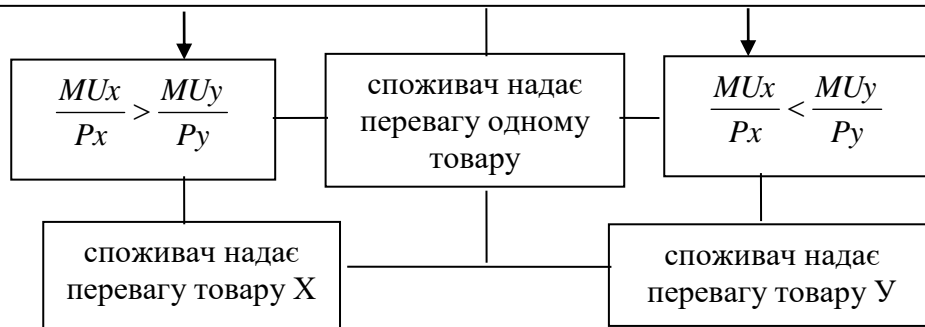 MUx/Px > MUy/Py
споживач надає
перевагу одному
товару
MUx/Px < MUy/Py
споживач надає
перевагу товару Х
споживач надає
перевагу товару У